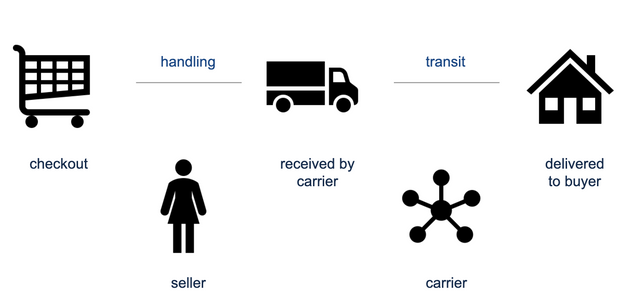 handling
transit
checkout
received by
carrier
delivered
to buyer
seller
carrier